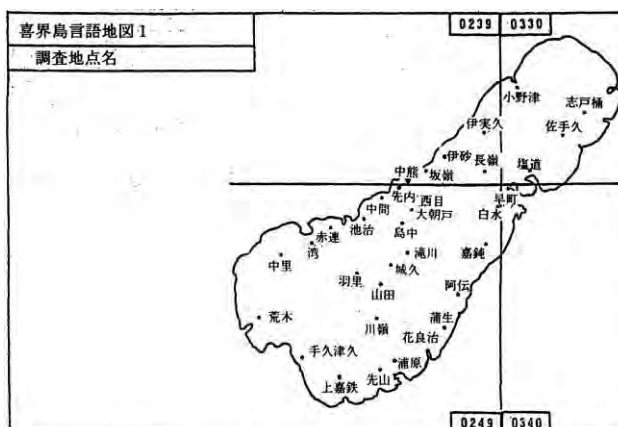 喜界島言語地図1
調査地点名
0239
0330
小野津
志戸桶
伊実久
佐手久
伊砂
長嶺
塩道
坂嶺
中熊
先内
早町
中間
西目
大朝戸
白水
池治
島中
赤連
湾
滝川
嘉鈍
中里
城久
羽里
山田
阿伝
荒木
川嶺
蒲生
花良治
手久津久
浦原
先山
上嘉鉄
0249
0340